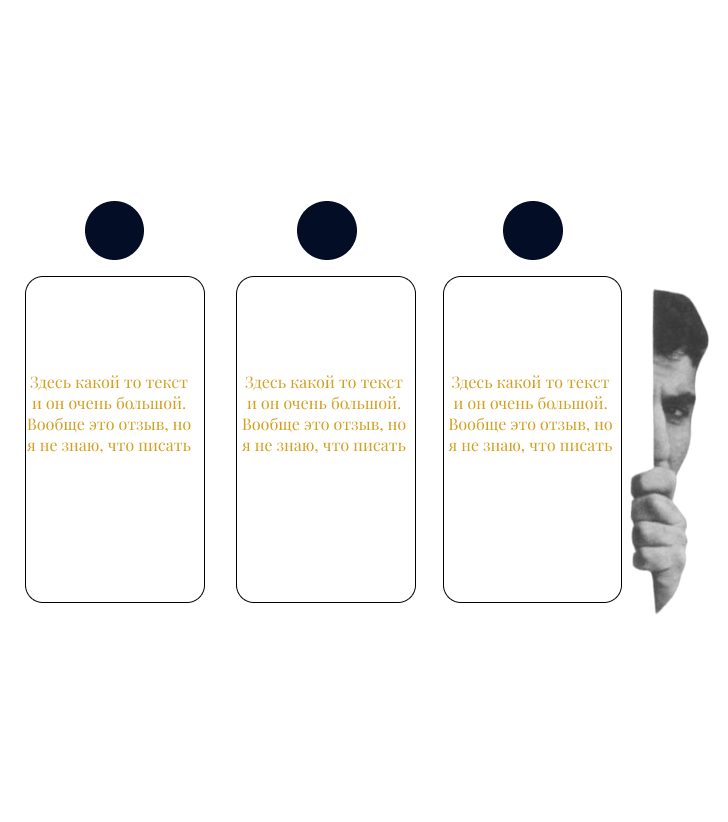 Здесь какой то текст
и он очень большой.
Вообще это отзыв, но
я не знаю, что писать
Здесь какой то текст
и он очень большой.
Вообще это отзыв, но
я не знаю, что писать
Здесь какой то текст
и он очень большой.
Вообще это отзыв, но
я не знаю, что писать